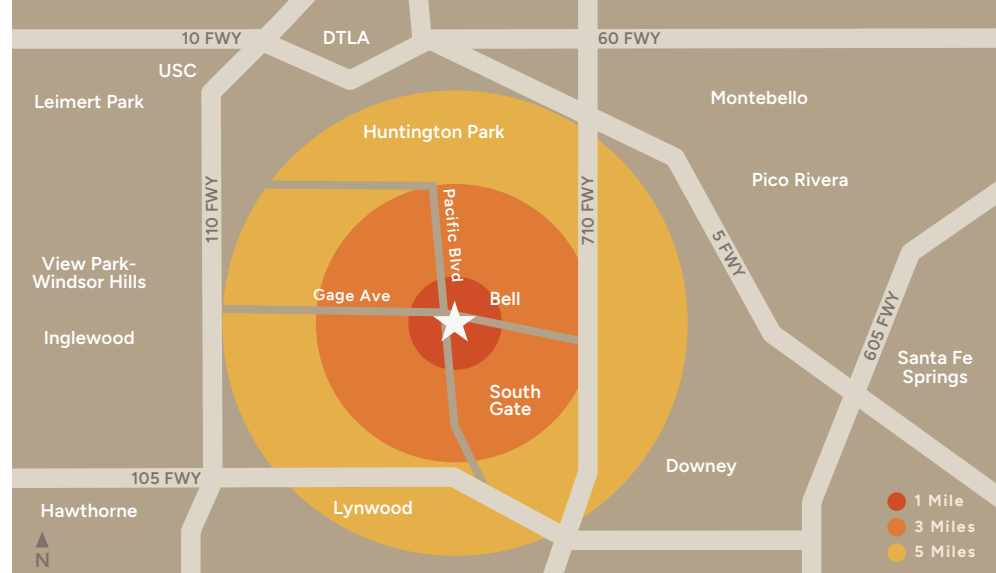 10 FWY
DTLA
60 FWY
USC
Leimert Park
Montebello
Huntington Park
Pico Rivera
110 FWY
Pacific Blvd
710 FWY
5 FWY
View Park-
Windsor Hills
Gage Ave
Bell
605 FWY
Inglewood
Santa Fe
Springs
South
Gate
Downey
105 FWY
Hawthorne
Lynwood
N
1 Mile
3 Miles
5 Miles